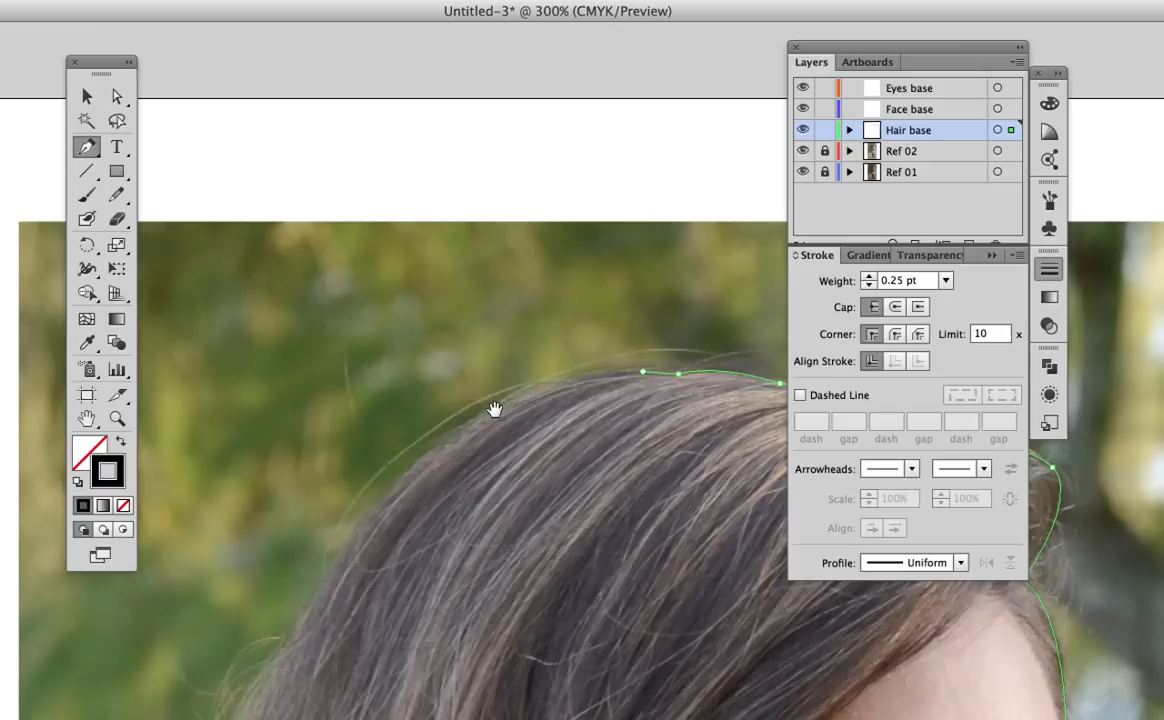 Untitled-3* @ 300% (CMYK/Preview)
Layers Artboards
Eyes base
Face base
Hair base
Ref 02
Ref 01
Stroke Gradient Transparency
Weight: 0.25 pt
Cap:
Corner: Limit: 10 x
Align Stroke:
Dashed Line
dash gap dash gap dash gap
Arrowheads:
Scale: 100% 100%
Align:
Profile: Uniform